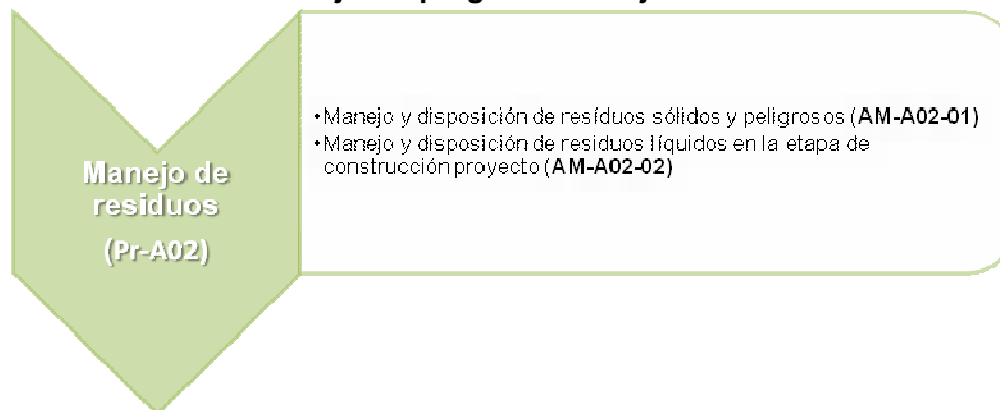 Manejo de
residuos
(Pr-A02)
•Manejo y disposición de residuos sólidos y peligrosos (AM-A02-01)
•Manejo y disposición de residuos líquidos en la etapa de
construcción proyecto (AM-A02-02)